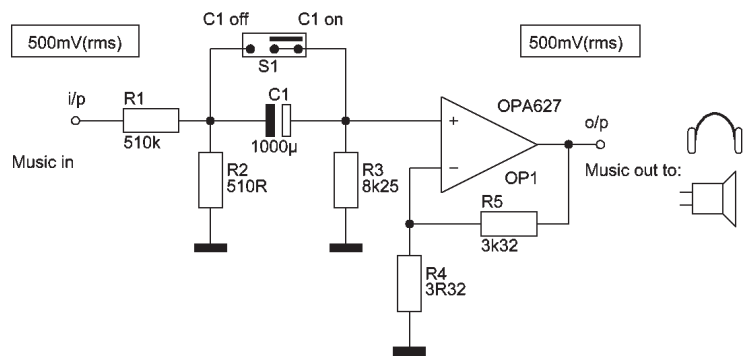 C1 off C1 on
500mV(rms)
500mV(rms)
S1
i/p
R1
510k
C1
1000µ
OPA627
o/p
+
−
OP1
Music in
Music out to:
R2
510R
R3
8k25
R5
3k32
R4
3R32